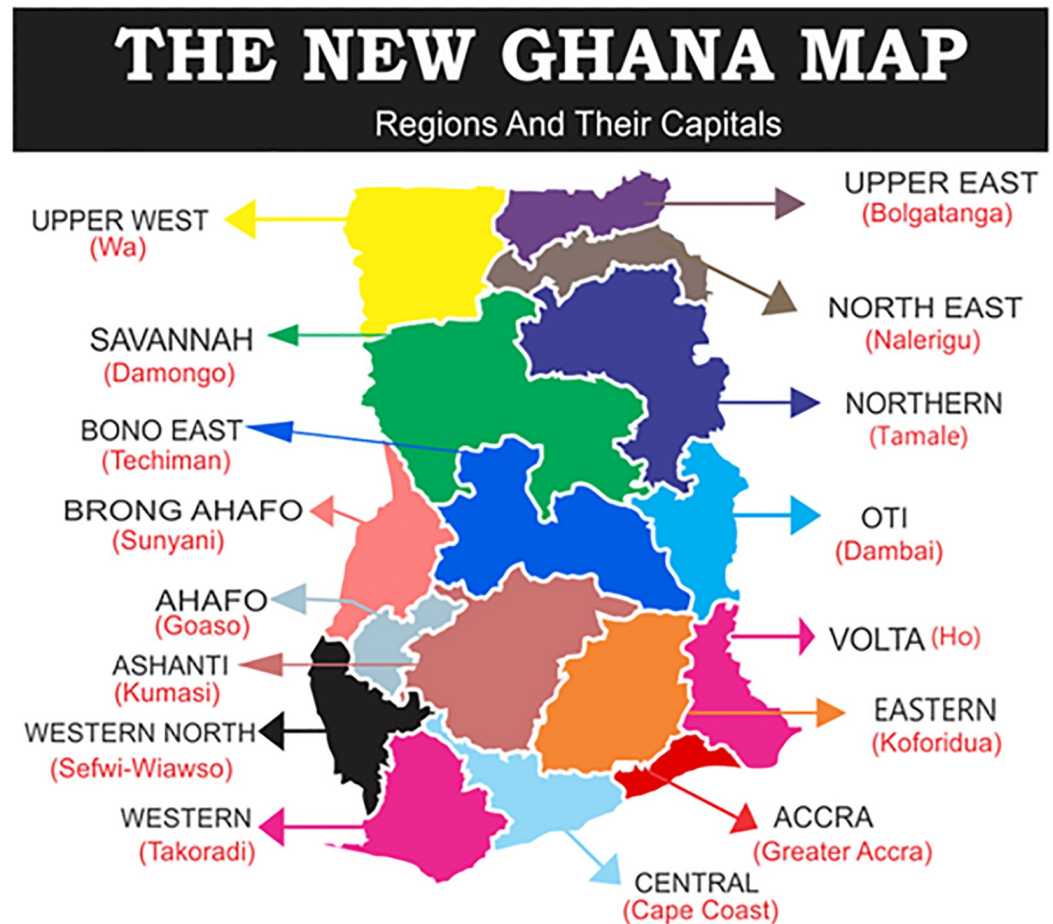 THE NEW GHANA MAP
Regions And Their Capitals
UPPER WEST
(Wa)
SAVANNAH
(Damongo)
BONO EAST
(Techiman)
BRONG AHAFO
(Sunyani)
AHAFO
(Goaso)
ASHANTI
(Kumasi)
WESTERN NORTH
(Sefwi-Wiawso)
WESTERN
(Takoradi)
UPPER EAST
(Bolgatanga)
NORTH EAST
(Nalerigu)
NORTHERN
(Tamale)
OTI
(Dambai)
VOLTA (Ho)
EASTERN
(Koforidua)
ACCRA
(Greater Accra)
CENTRAL
(Cape Coast)